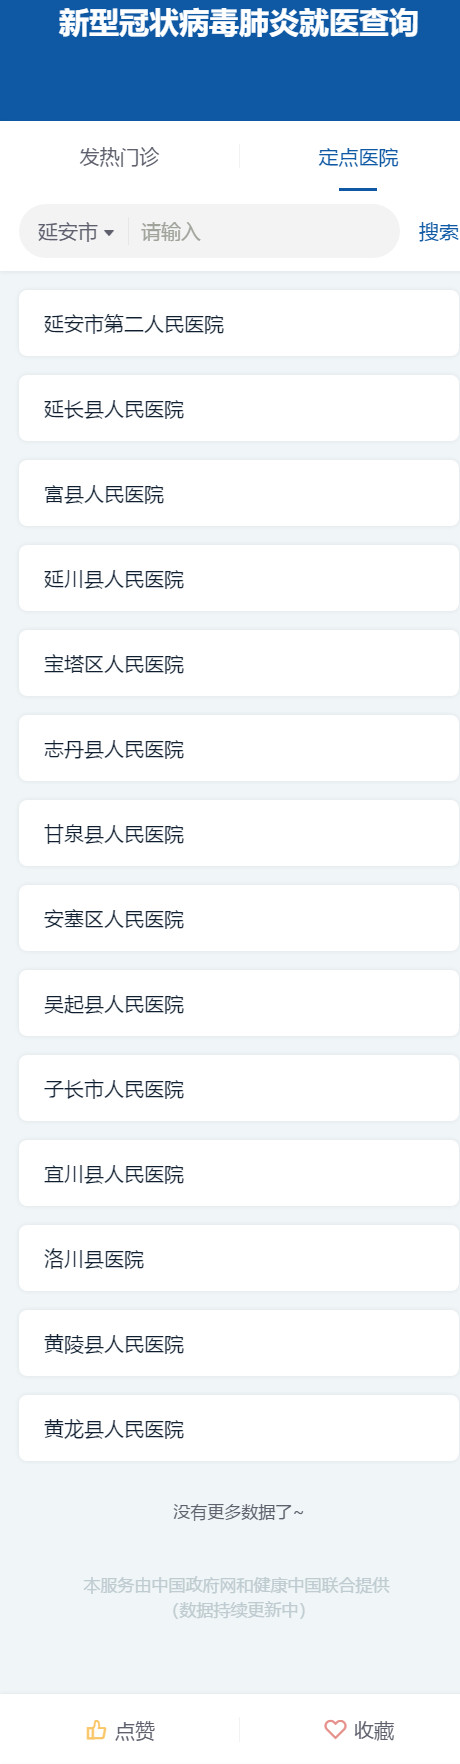 新型冠状病毒肺炎就医查询
发热门诊
定点医院
延安市
请输入
搜索
延安市第二人民医院
延长县人民医院
富县人民医院
延川县人民医院
宝塔区人民医院
志丹县人民医院
甘泉县人民医院
安塞区人民医院
吴起县人民医院
子长市人民医院
宜川县人民医院
洛川县医院
黄陵县人民医院
黄龙县人民医院
没有更多数据了~
本服务由中国政府网和健康中国联合提供
（数据持续更新中）
点赞
收藏